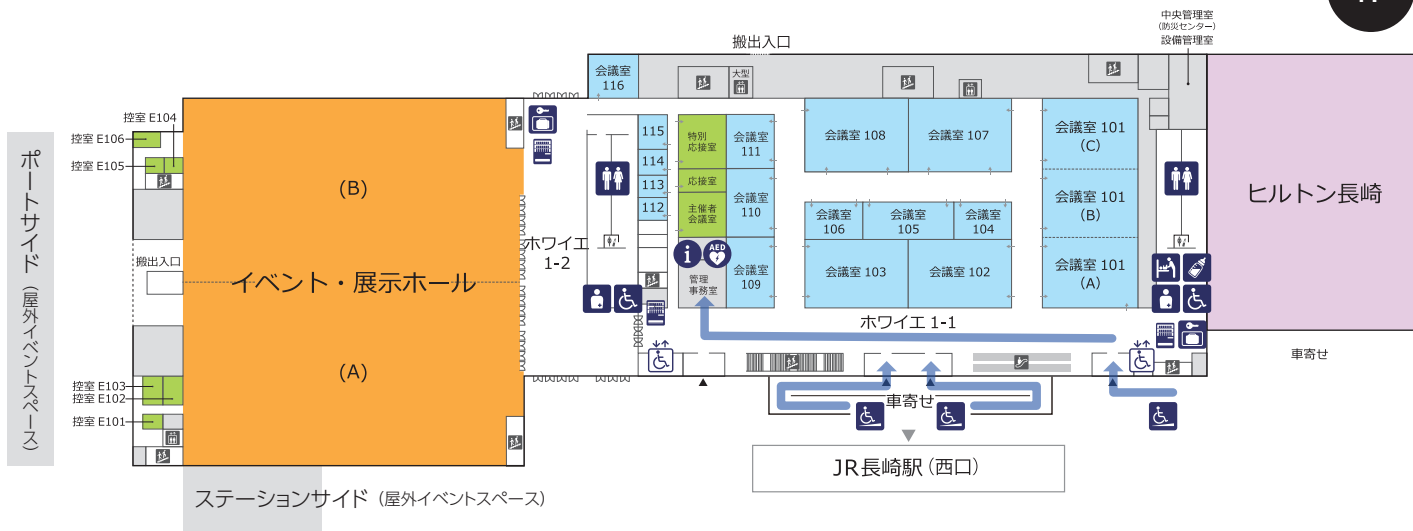 中央管理室
(防災センター)
設備管理室
搬出入口
会議室
116
大型
控室 E104
控室 E106
控室 E105
ポートサイド（屋外イベントスペース）
(B)
115
114
113
112
特別
応接室
応接室
主催者
会議室
会議室
111
会議室
110
会議室
109
会議室 108
会議室 107
会議室 101
(C)
会議室 101
(B)
会議室 101
(A)
会議室
106
会議室
105
会議室
104
会議室 103
会議室 102
ヒルトン長崎
ホワイエ
1-2
i
AED
管理
事務室
搬出入口
イベント・展示ホール
ホワイエ 1-1
車寄せ
(A)
控室 E103
控室 E102
控室 E101
車寄せ
JR長崎駅（西口）
ステーションサイド（屋外イベントスペース）